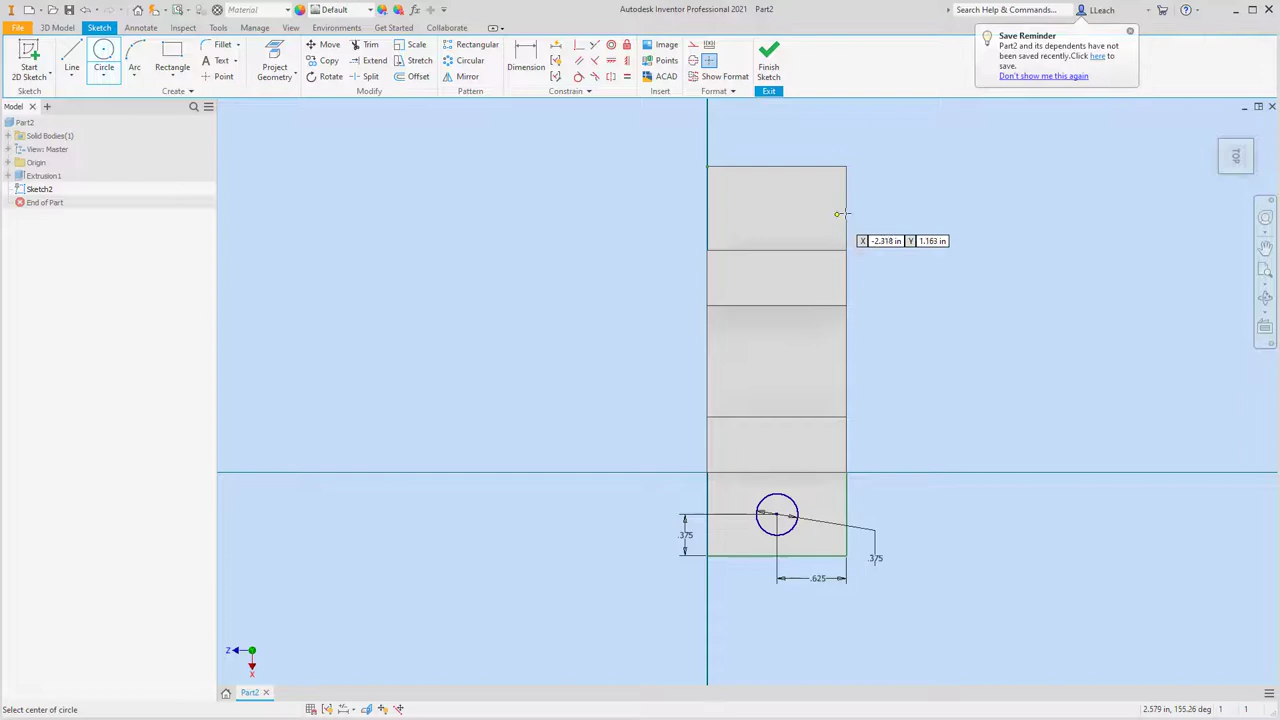 Material
Default
Autodesk Inventor Professional 2021 Part2
Search Help & Commands...
LLeach
File 3D Model Sketch Annotate Inspect Tools Manage View Environments Get Started Collaborate
Start
2D Sketch
Line
Circle
Arc
Rectangle
Fillet
Text
Point
Project
Geometry
Move
Copy
Rotate
Trim
Extend
Split
Scale
Stretch
Offset
Rectangular
Circular
Mirror
Dimension
Image
Points
ACAD
Show Format
Finish
Sketch
Sketch Create Modify Pattern Constrain Insert Format Exit
Save Reminder
Part2 and its dependents have not
been saved recently.Click here to
save.
Don't show me this again
Model
Part2
Solid Bodies(1)
View: Master
Origin
Extrusion1
Sketch2
End of Part
TOP
X -2.318 in Y 1.163 in
.375
.375
.625
Z
X
Part2
Select center of circle
2.579 in, 155.26 deg 1 1